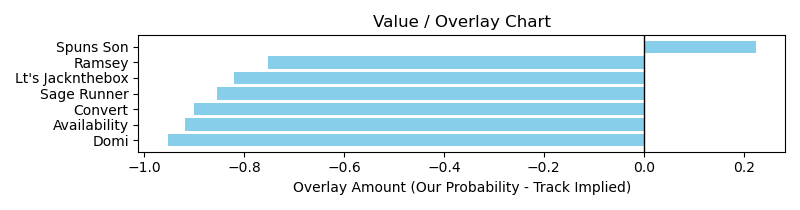 Value / Overlay Chart
Spuns Son
Ramsey
Lt's Jacknthebox
Sage Runner
Convert
Availability
Domi
−1.0 −0.8 −0.6 −0.4 −0.2 0.0 0.2
Overlay Amount (Our Probability - Track Implied)